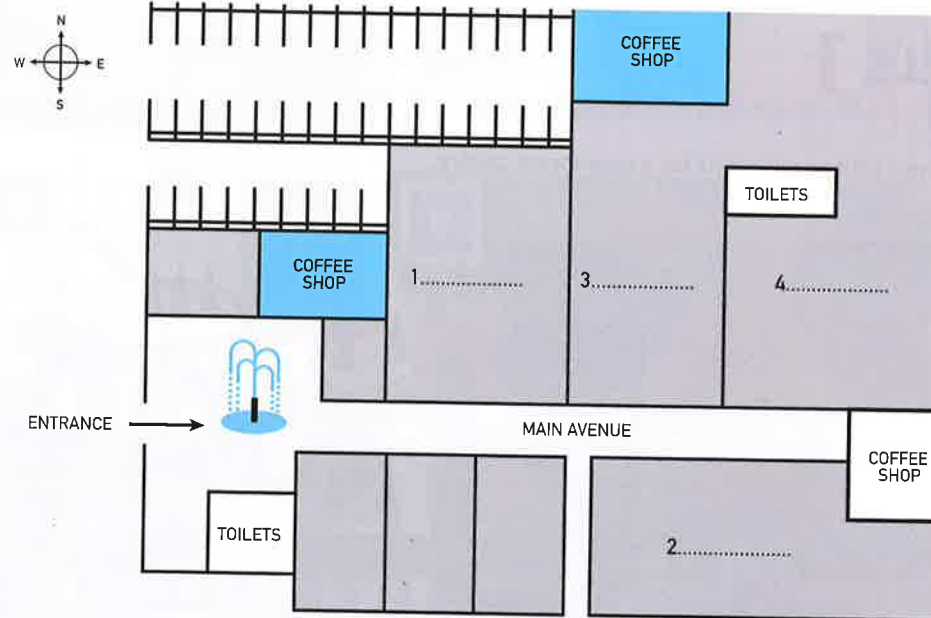 N
W E
S
COFFEE
SHOP
TOILETS
COFFEE
SHOP
1....................
3....................
4....................
ENTRANCE
MAIN AVENUE
COFFEE
SHOP
TOILETS
2....................